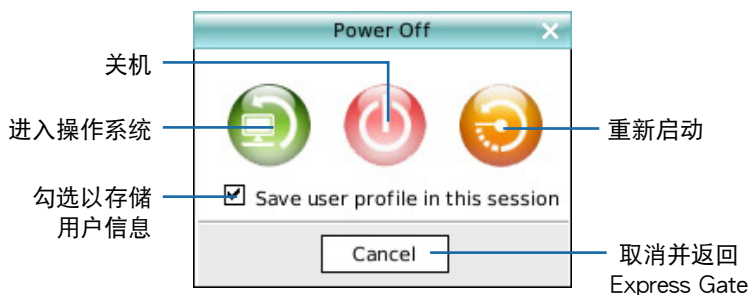 Power Off
关机
进入操作系统
重新启动
勾选以存储
用户信息
Save user profile in this session
Cancel
取消并返回
Express Gate